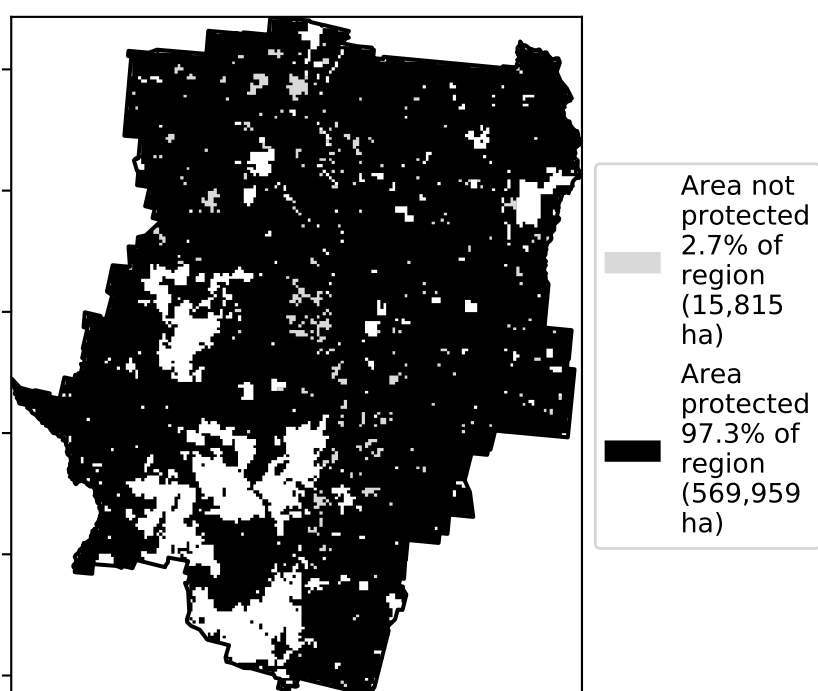 Area not
protected
2.7% of
region
(15,815
ha)
Area
protected
97.3% of
region
(569,959
ha)